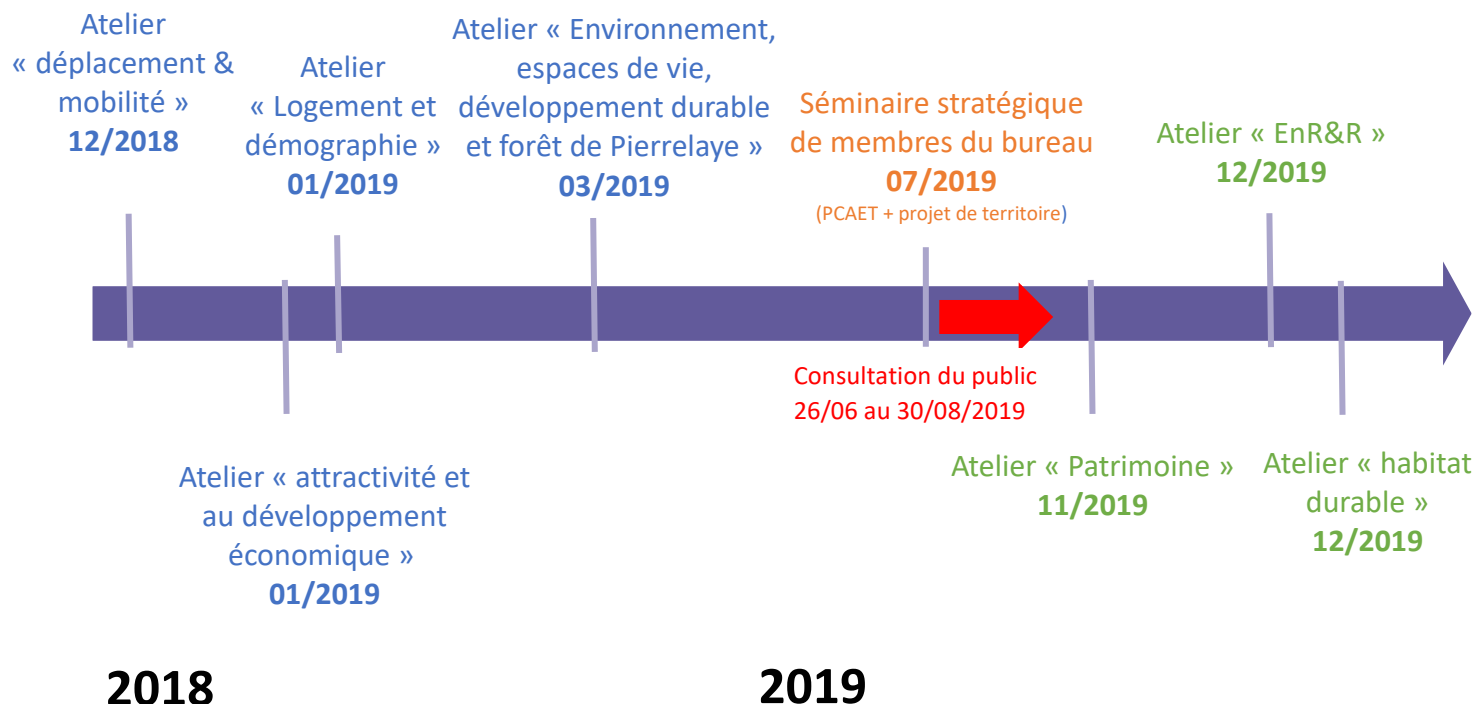 Atelier
« déplacement &
mobilité »
12/2018
Atelier
« Logement et
démographie »
01/2019
Atelier « Environnement,
espaces de vie,
développement durable
et forêt de Pierrelaye »
03/2019
Séminaire stratégique
de membres du bureau
07/2019
(PCAET + projet de territoire)
Atelier « EnR&R »
12/2019
Consultation du public
26/06 au 30/08/2019
Atelier « attractivité et
au développement
économique »
01/2019
Atelier « Patrimoine »
11/2019
Atelier « habitat
durable »
12/2019
2018
2019